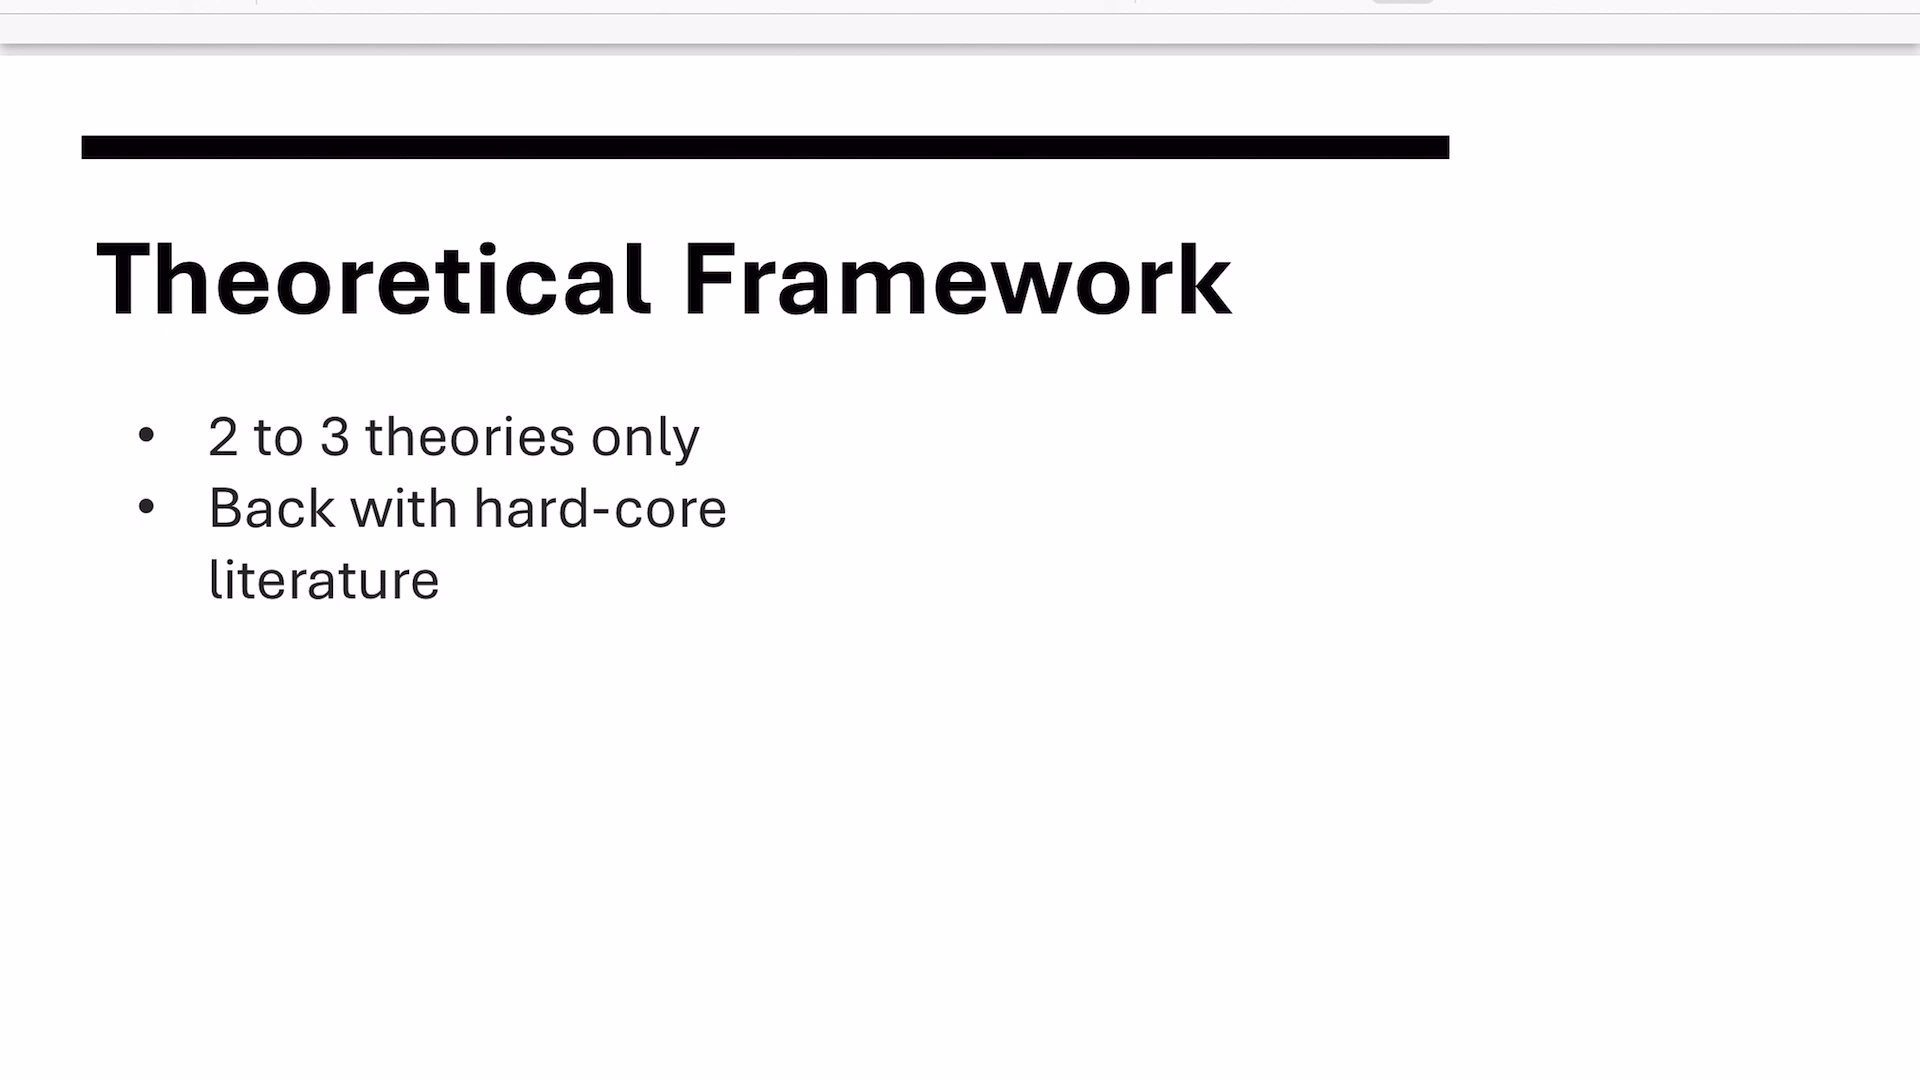 Theoretical Framework
• 2 to 3 theories only
• Back with hard-core
literature